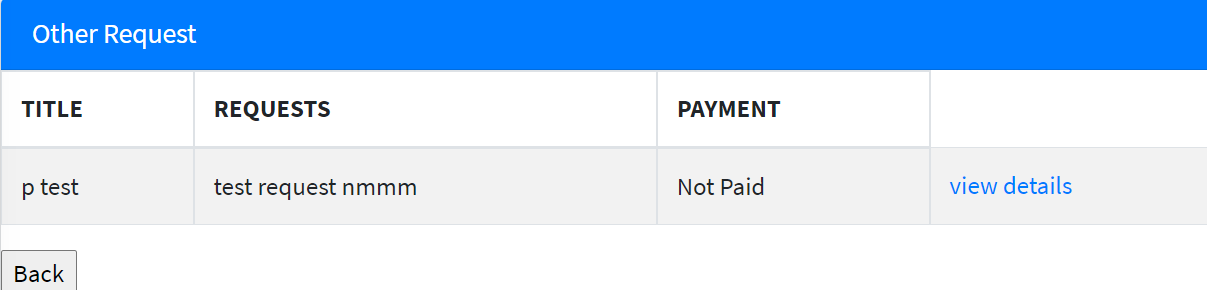 Other Request
TITLE REQUESTS PAYMENT
p test test request nmmm Not Paid view details
Back